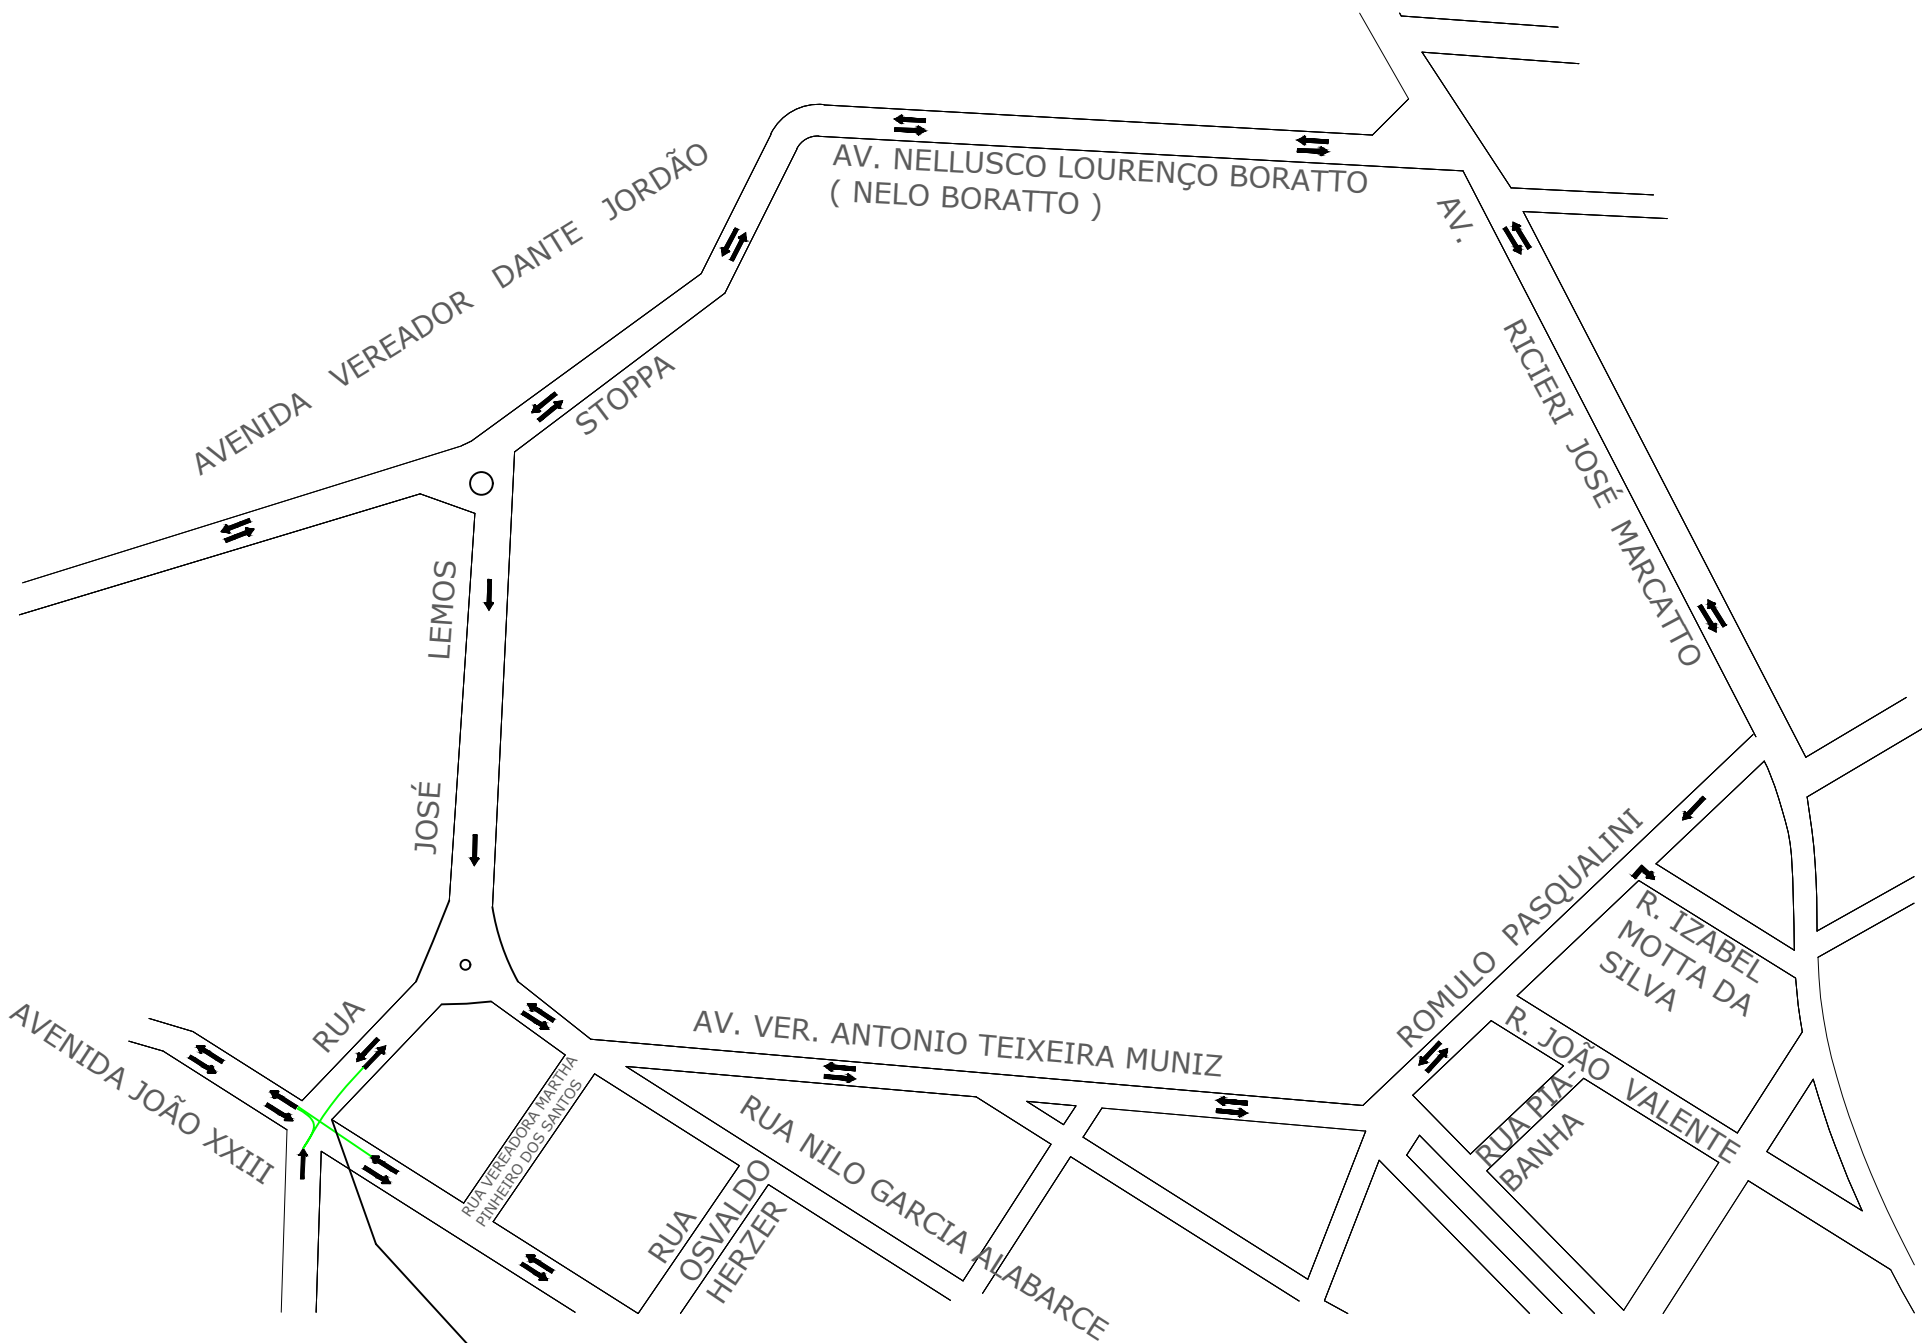 AVENIDA VEREADOR DANTE JORDÃO
AV. NELLUSCO LOURENÇO BORATTO
( NELO BORATTO )
AV. RICIERI JOSÉ MARCATTO
RUA JOSÉ LEMOS STOPPA
ROMULO PASQUALINI
R. IZABEL
MOTTA DA
SILVA
R. JOÃO VALENTE
RUA PIÁ-
BANHA
AV. VER. ANTONIO TEIXEIRA MUNIZ
AVENIDA JOÃO XXIII
RUA VEREADORA MARTHA
PINHEIRO DOS SANTOS
RUA NILO GARCIA ALABARCE
RUA
OSVALDO
HERZER